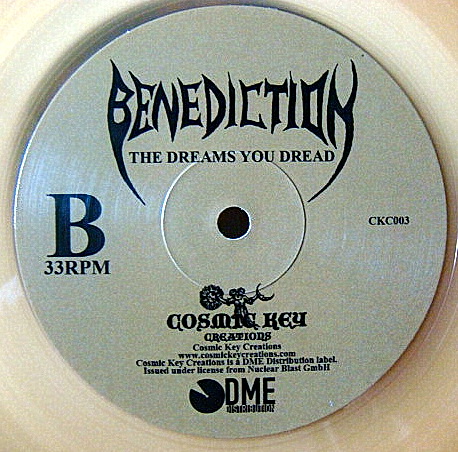 BENEDICTION
THE DREAMS YOU DREAD
B
33RPM
CKC003
COSMIC KEY
CREATIONS
Cosmic Key Creations
www.cosmickeycreations.com
Cosmic Key Creations is a DME Distribution label.
Issued under license from Nuclear Blast GmbH
DME
DISTRIBUTION